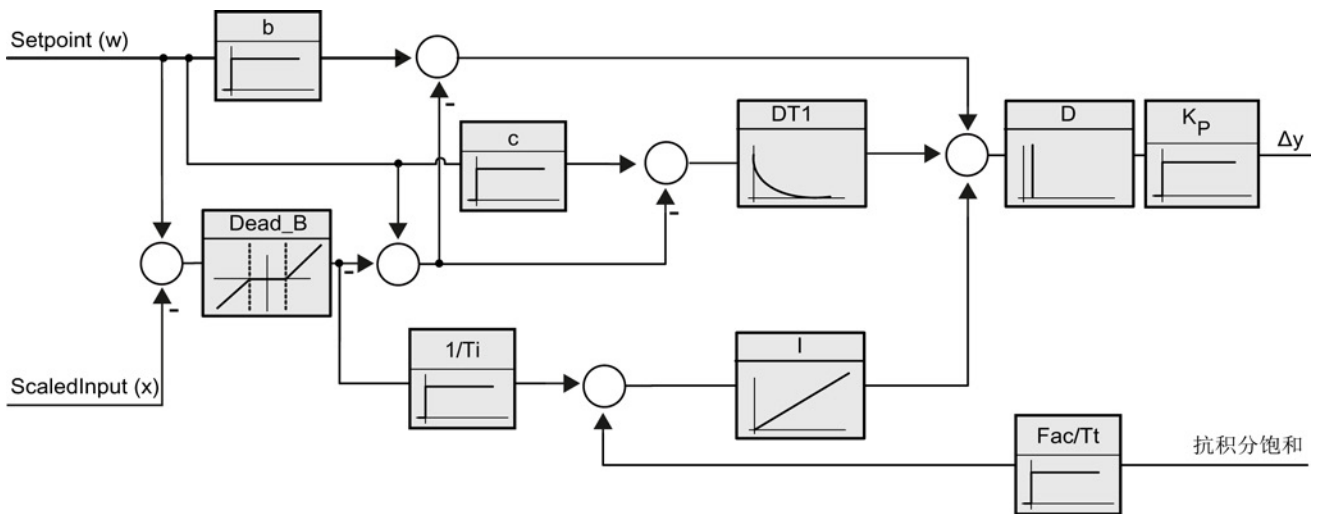 Setpoint (w)
b
-
c
DT1
D
K_P
Δy
-
Dead_B
-
-
ScaledInput (x)
1/Ti
I
Fac/Tt
抗积分饱和